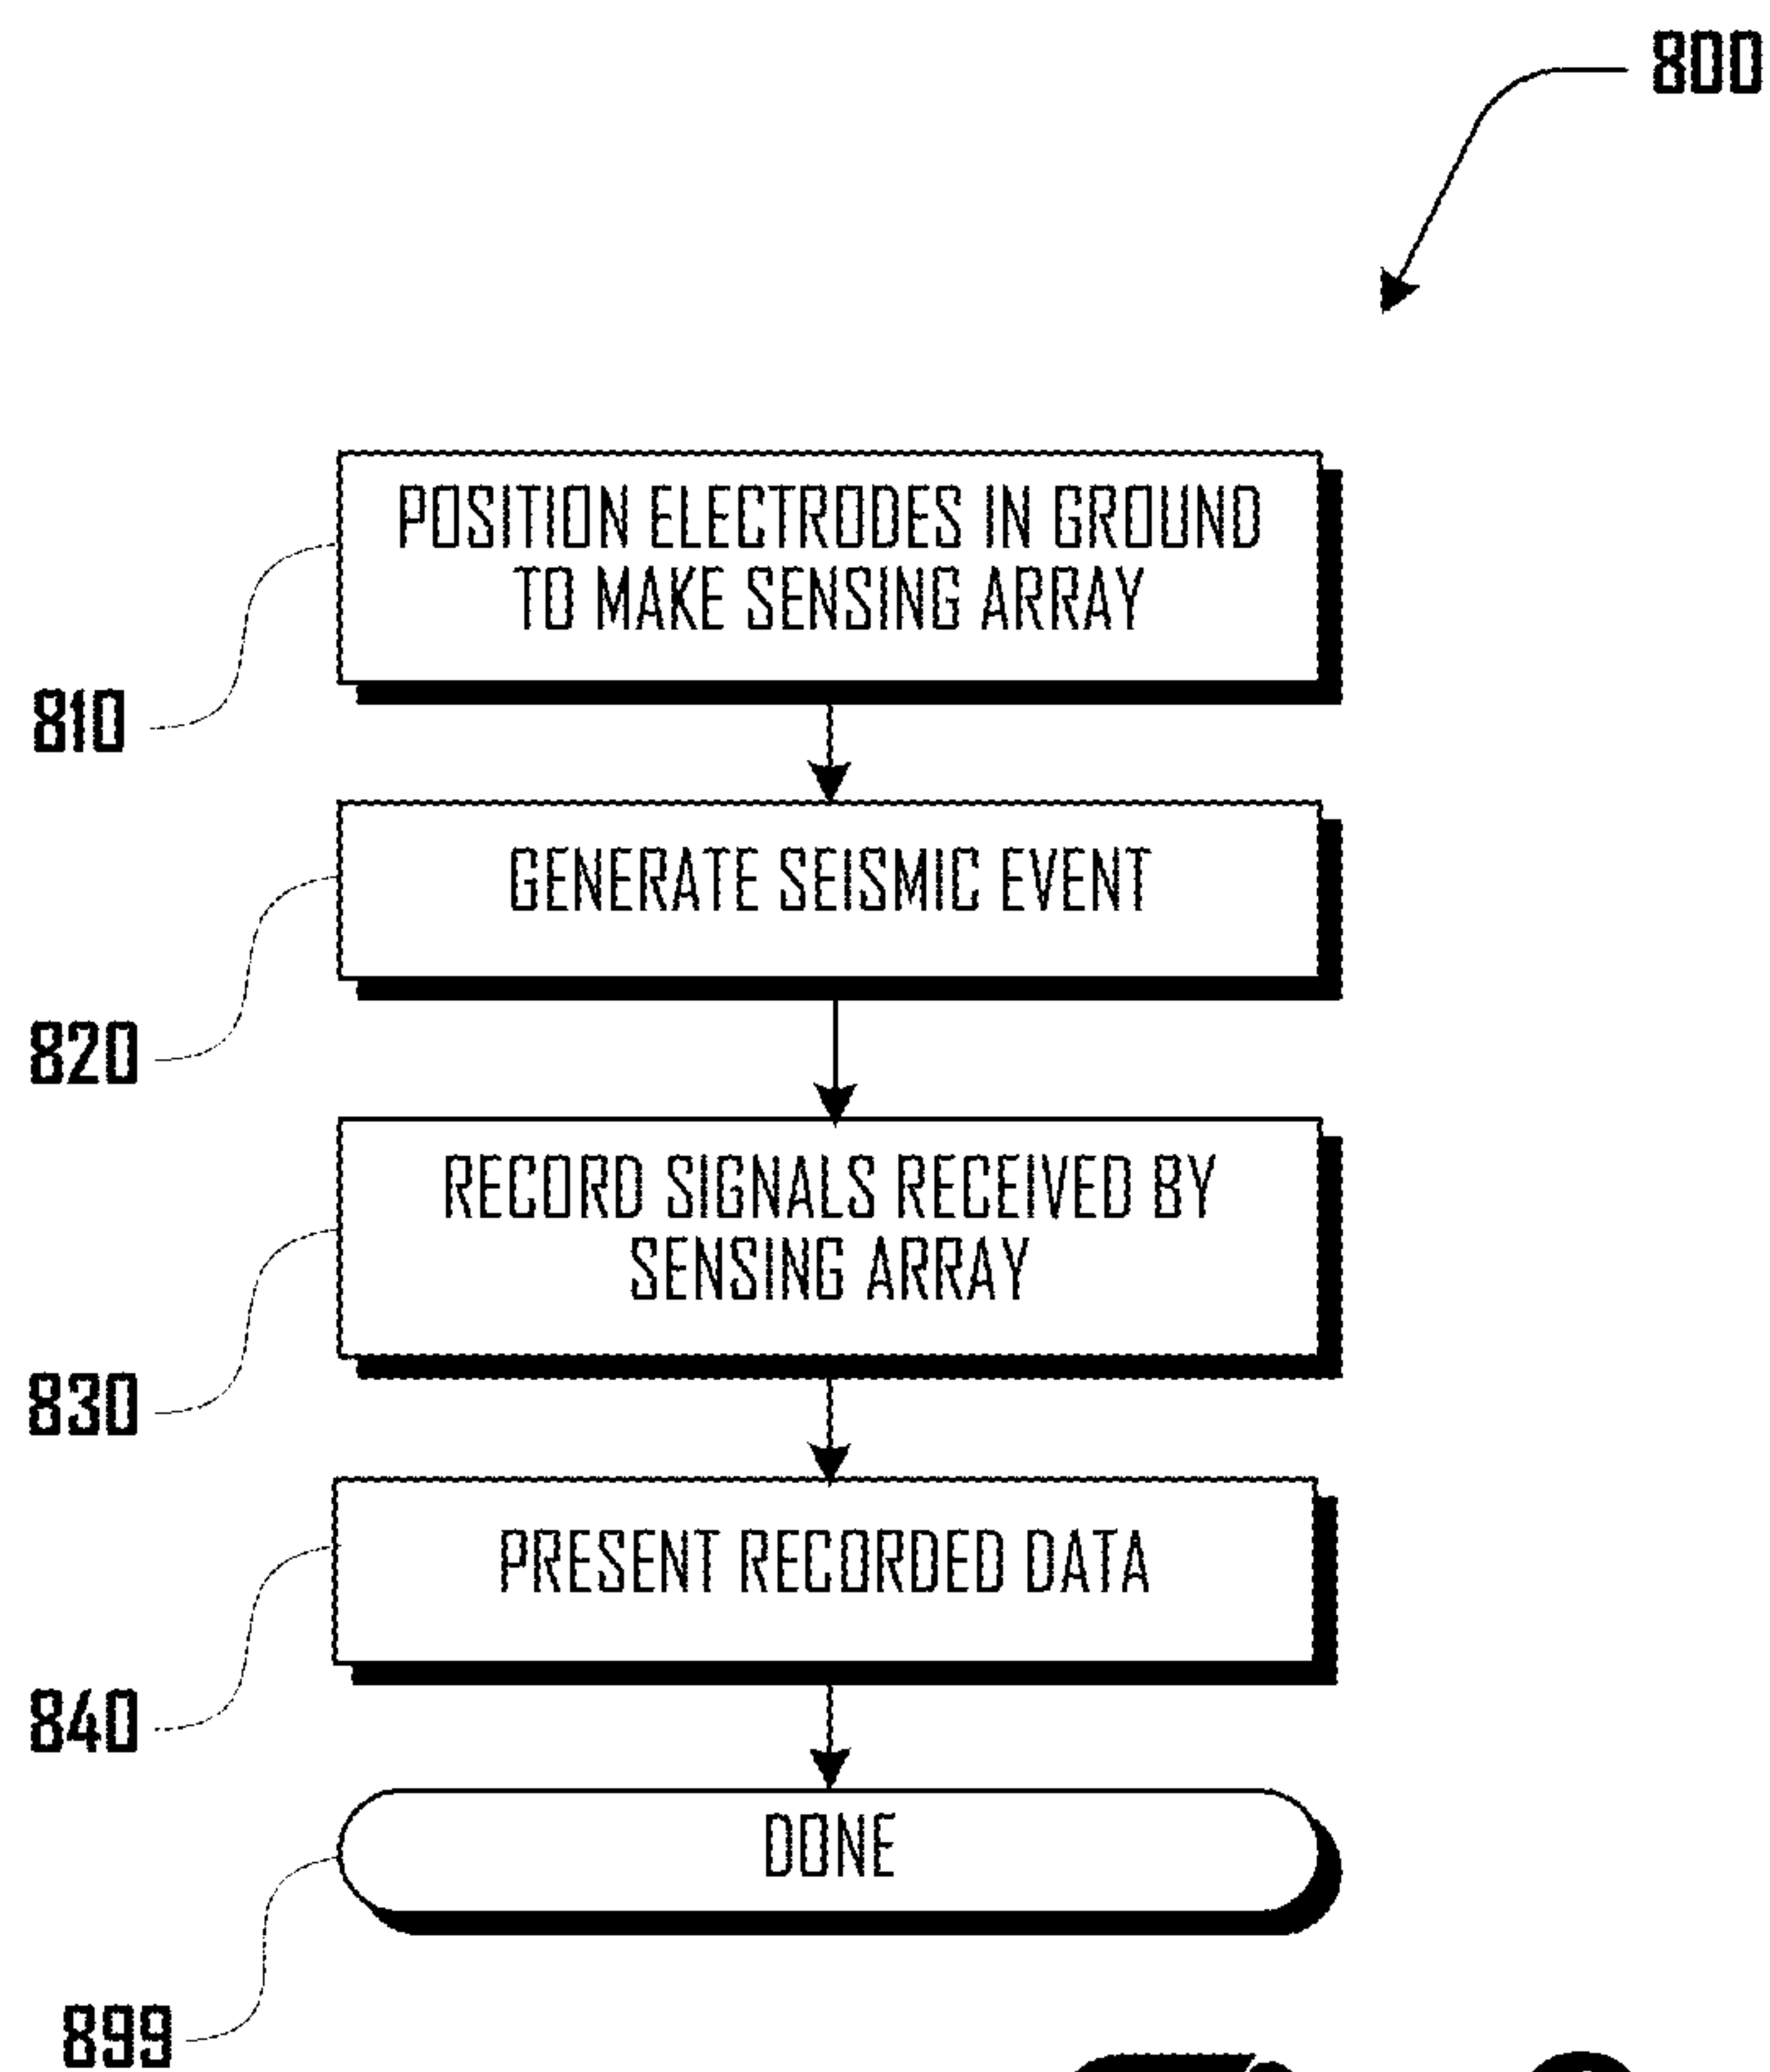 800
POSITION ELECTRODES IN GROUND
TO MAKE SENSING ARRAY
810
GENERATE SEISMIC EVENT
820
RECORD SIGNALS RECEIVED BY
SENSING ARRAY
830
PRESENT RECORDED DATA
840
DONE
899